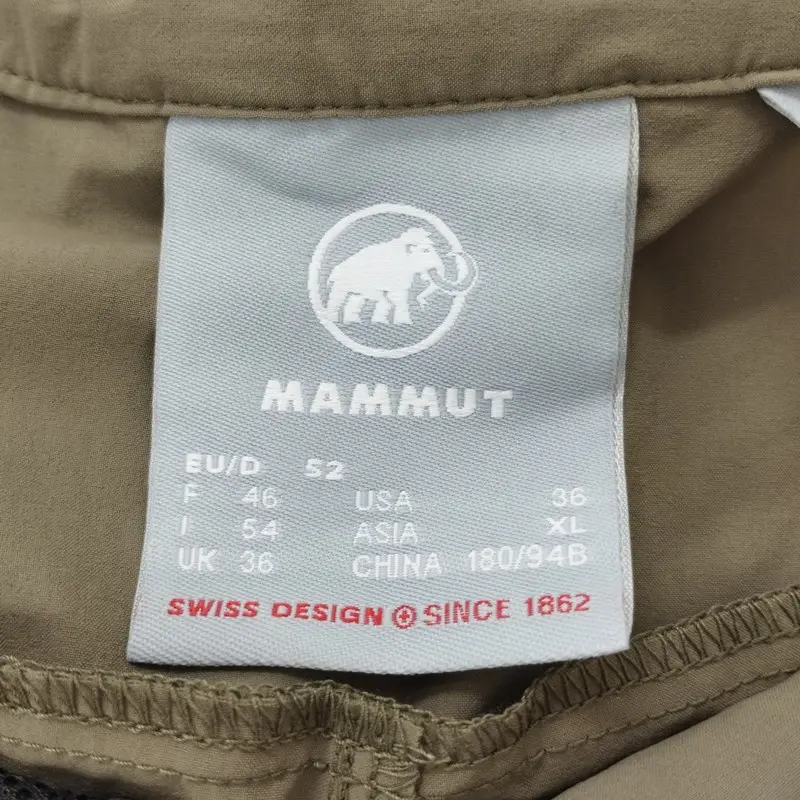 MAMMUT
EU/D 52
F 46 USA 36
I 54 ASIA XL
UK 36 CHINA 180/94B
SWISS DESIGN SINCE 1862